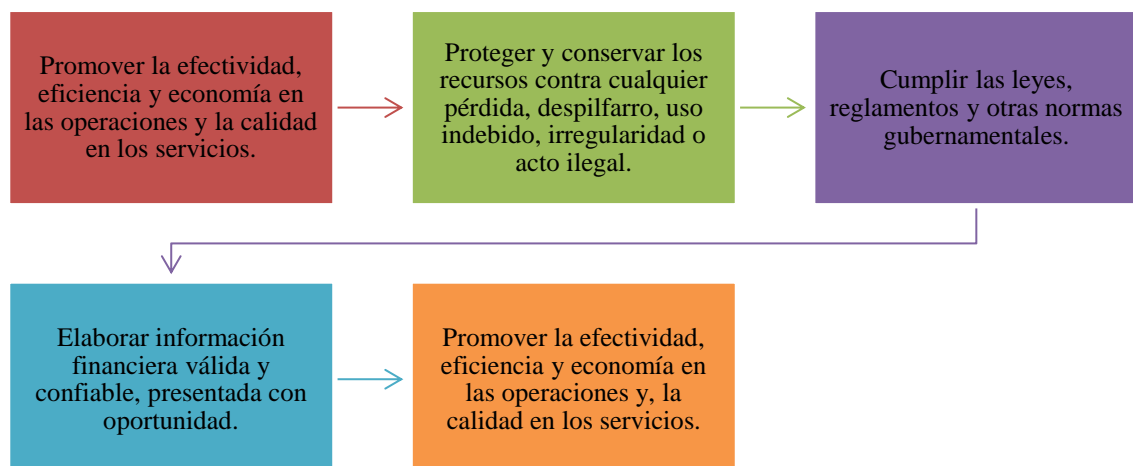 Promover la efectividad,
eficiencia y economía en
las operaciones y la calidad
en los servicios.
Proteger y conservar los
recursos contra cualquier
pérdida, despilfarro, uso
indebido, irregularidad o
acto ilegal.
Cumplir las leyes,
reglamentos y otras normas
gubernamentales.
Elaborar información
financiera válida y
confiable, presentada con
oportunidad.
Promover la efectividad,
eficiencia y economía en
las operaciones y, la
calidad en los servicios.